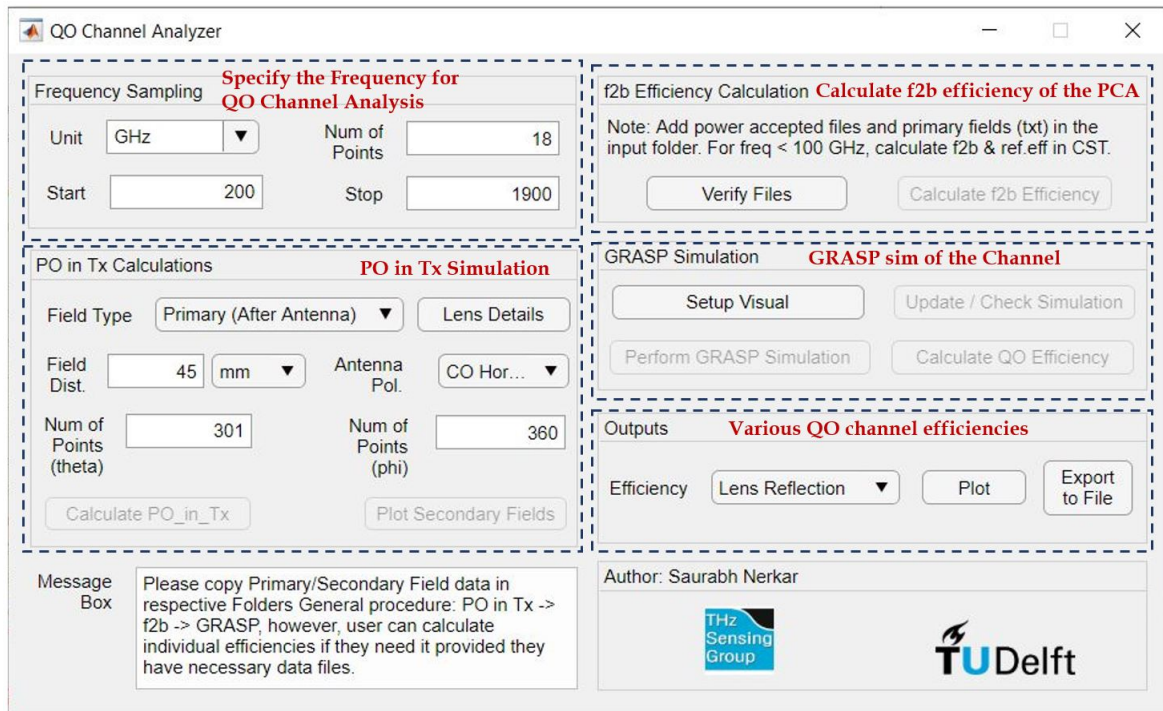 QO Channel Analyzer
Specify the Frequency for
Frequency Sampling
QO Channel Analysis
Unit
GHz
Num of
Points
18
Start
200
Stop
1900
PO in Tx Calculations
PO in Tx Simulation
Field Type
Primary (After Antenna)
Lens Details
Field
Dist.
45
mm
Antenna
Pol.
CO Hor...
Num of
Points
(theta)
301
Num of
Points
(phi)
360
Calculate PO_in_Tx
Plot Secondary Fields
Message
Box
Please copy Primary/Secondary Field data in
respective Folders General procedure: PO in Tx ->
f2b -> GRASP, however, user can calculate
individual efficiencies if they need it provided they
have necessary data files.
f2b Efficiency Calculation
Calculate f2b efficiency of the PCA
Note: Add power accepted files and primary fields (txt) in the
input folder. For freq < 100 GHz, calculate f2b & ref.eff in CST.
Verify Files
Calculate f2b Efficiency
GRASP Simulation
GRASP sim of the Channel
Setup Visual
Update / Check Simulation
Perform GRASP Simulation
Calculate QO Efficiency
Outputs
Various QO channel efficiencies
Efficiency
Lens Reflection
Plot
Export
to File
Author: Saurabh Nerkar
THz
Sensing
Group
TUDelft